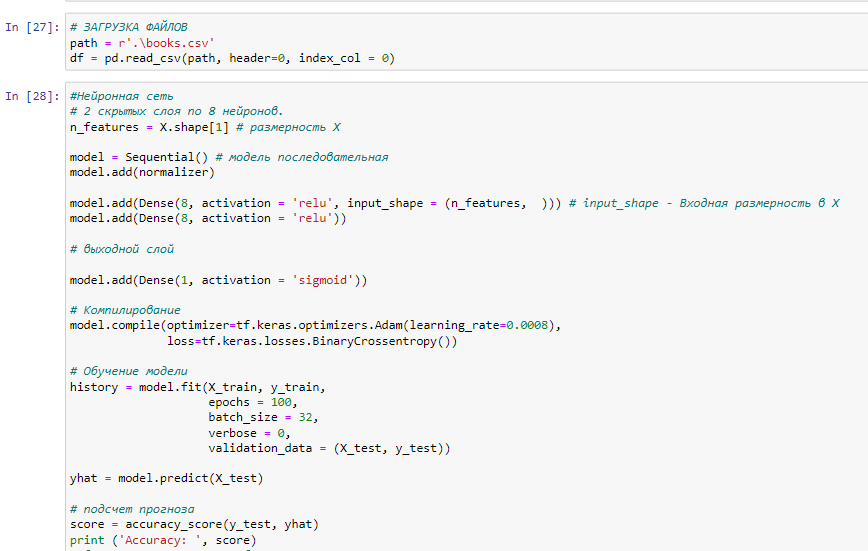 In [27]: # ЗАГРУЗКА ФАЙЛОВ
path = r'.\books.csv'
df = pd.read_csv(path, header=0, index_col = 0)
In [28]: #Нейронная сеть
# 2 скрытых слоя по 8 нейронов.
n_features = X.shape[1] # размерность X
model = Sequential() # модель последовательная
model.add(normalizer)
model.add(Dense(8, activation = 'relu', input_shape = (n_features,  ))) # input_shape - Входная размерность в X
model.add(Dense(8, activation = 'relu'))
# выходной слой
model.add(Dense(1, activation = 'sigmoid'))
# Компилирование
model.compile(optimizer=tf.keras.optimizers.Adam(learning_rate=0.0008),
loss=tf.keras.losses.BinaryCrossentropy())
# Обучение модели
history = model.fit(X_train, y_train,
epochs = 100,
batch_size = 32,
verbose = 0,
validation_data = (X_test, y_test))
yhat = model.predict(X_test)
# подсчет прогноза
score = accuracy_score(y_test, yhat)
print ('Accuracy: ', score)